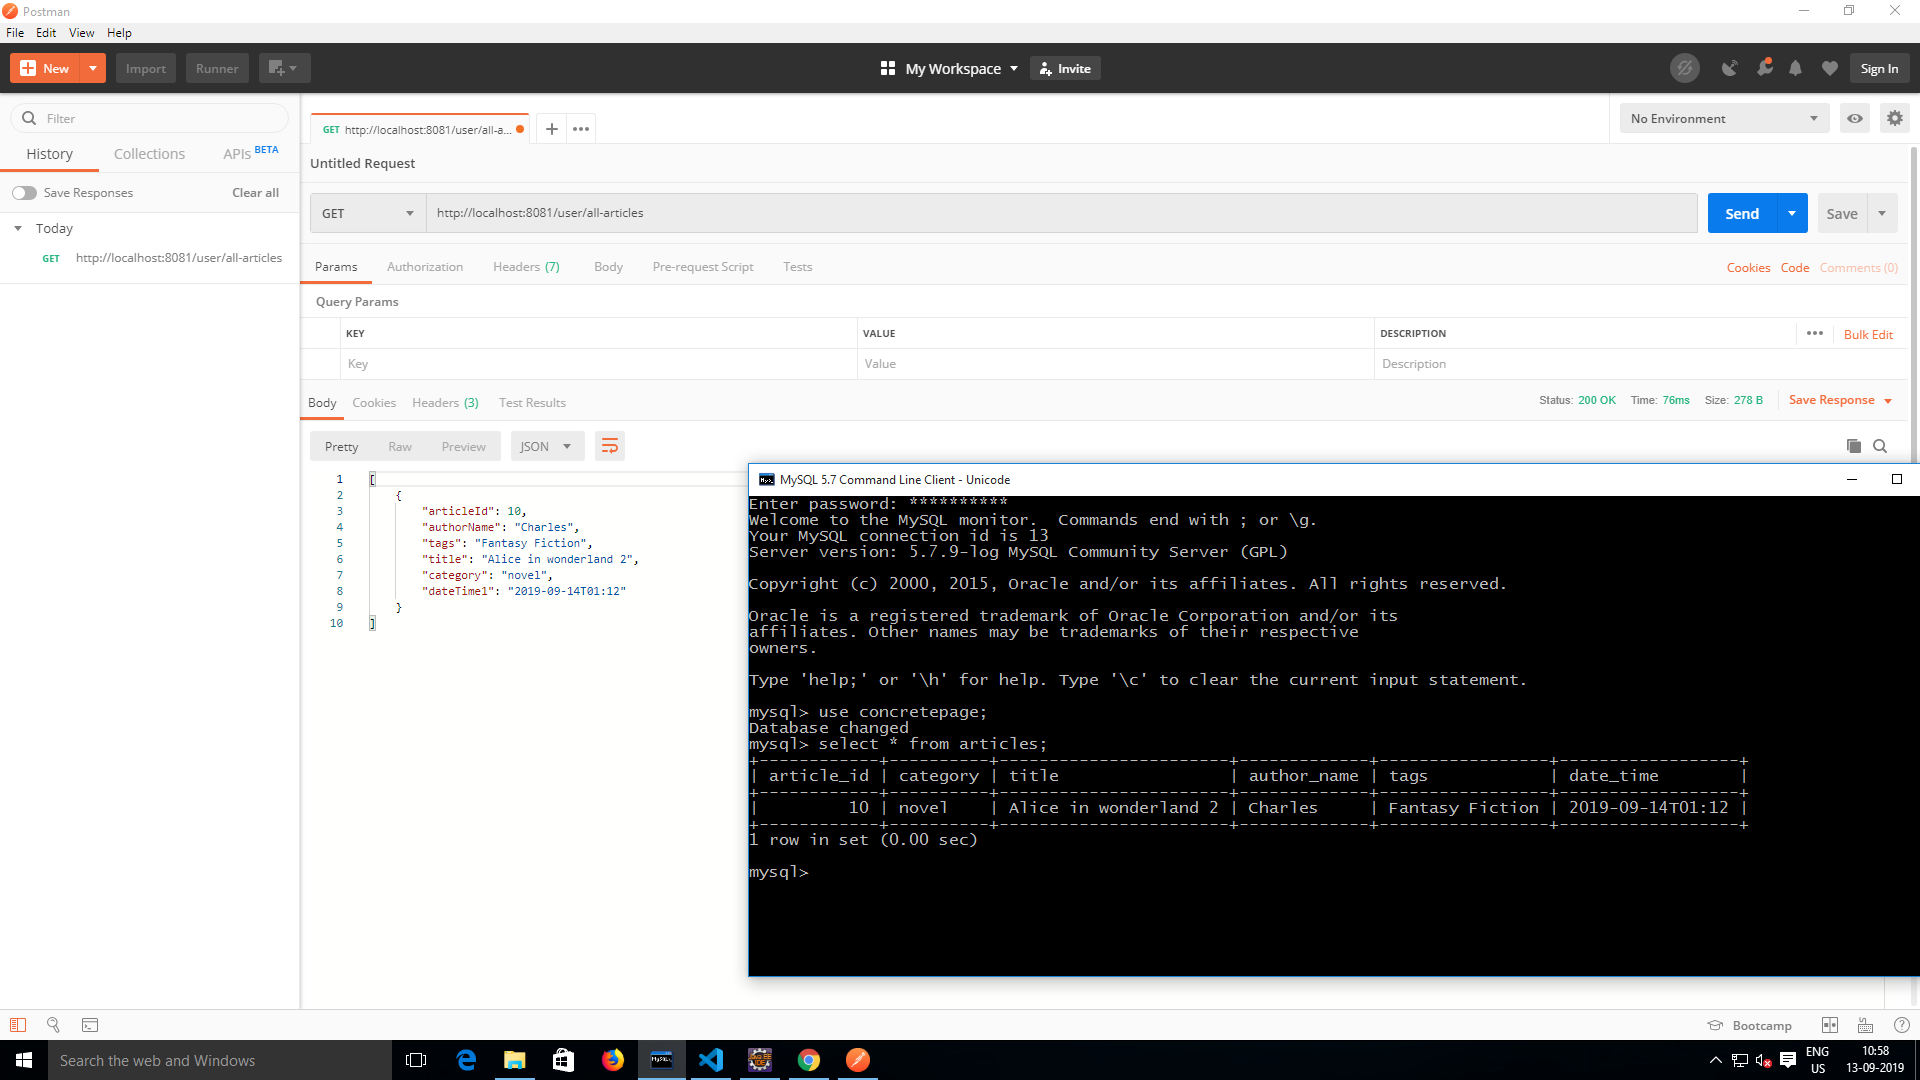 Postman
File Edit View Help
New Import Runner My Workspace Invite Sign In
Filter
History Collections APIs BETA
Save Responses Clear all
Today
GET http://localhost:8081/user/all-articles
GET http://localhost:8081/user/all-a...
No Environment
Untitled Request
GET http://localhost:8081/user/all-articles Send Save
Params Authorization Headers (7) Body Pre-request Script Tests Cookies Code Comments (0)
Query Params
KEY VALUE DESCRIPTION Bulk Edit
Key Value Description
Body Cookies Headers (3) Test Results Status: 200 OK Time: 76ms Size: 278 B Save Response
Pretty Raw Preview JSON
1 [
2 {
3 "articleId": 10,
4 "authorName": "Charles",
5 "tags": "Fantasy Fiction",
6 "title": "Alice in wonderland 2",
7 "category": "novel",
8 "dateTime1": "2019-09-14T01:12"
9 }
10 ]
MySQL 5.7 Command Line Client - Unicode
Enter password: **********
Welcome to the MySQL monitor.  Commands end with ; or \g.
Your MySQL connection id is 13
Server version: 5.7.9-log MySQL Community Server (GPL)
Copyright (c) 2000, 2015, Oracle and/or its affiliates. All rights reserved.
Oracle is a registered trademark of Oracle Corporation and/or its
affiliates. Other names may be trademarks of their respective
owners.
Type 'help;' or '\h' for help. Type '\c' to clear the current input statement.
mysql> use concretepage;
Database changed
mysql> select * from articles;
+------------+----------+-----------------------+-------------+-----------------+------------------+
| article_id | category | title                 | author_name | tags            | date_time        |
+------------+----------+-----------------------+-------------+-----------------+------------------+
|         10 | novel    | Alice in wonderland 2 | Charles     | Fantasy Fiction | 2019-09-14T01:12 |
+------------+----------+-----------------------+-------------+-----------------+------------------+
1 row in set (0.00 sec)
mysql>
Bootcamp
Search the web and Windows
ENG
US
10:58
13-09-2019